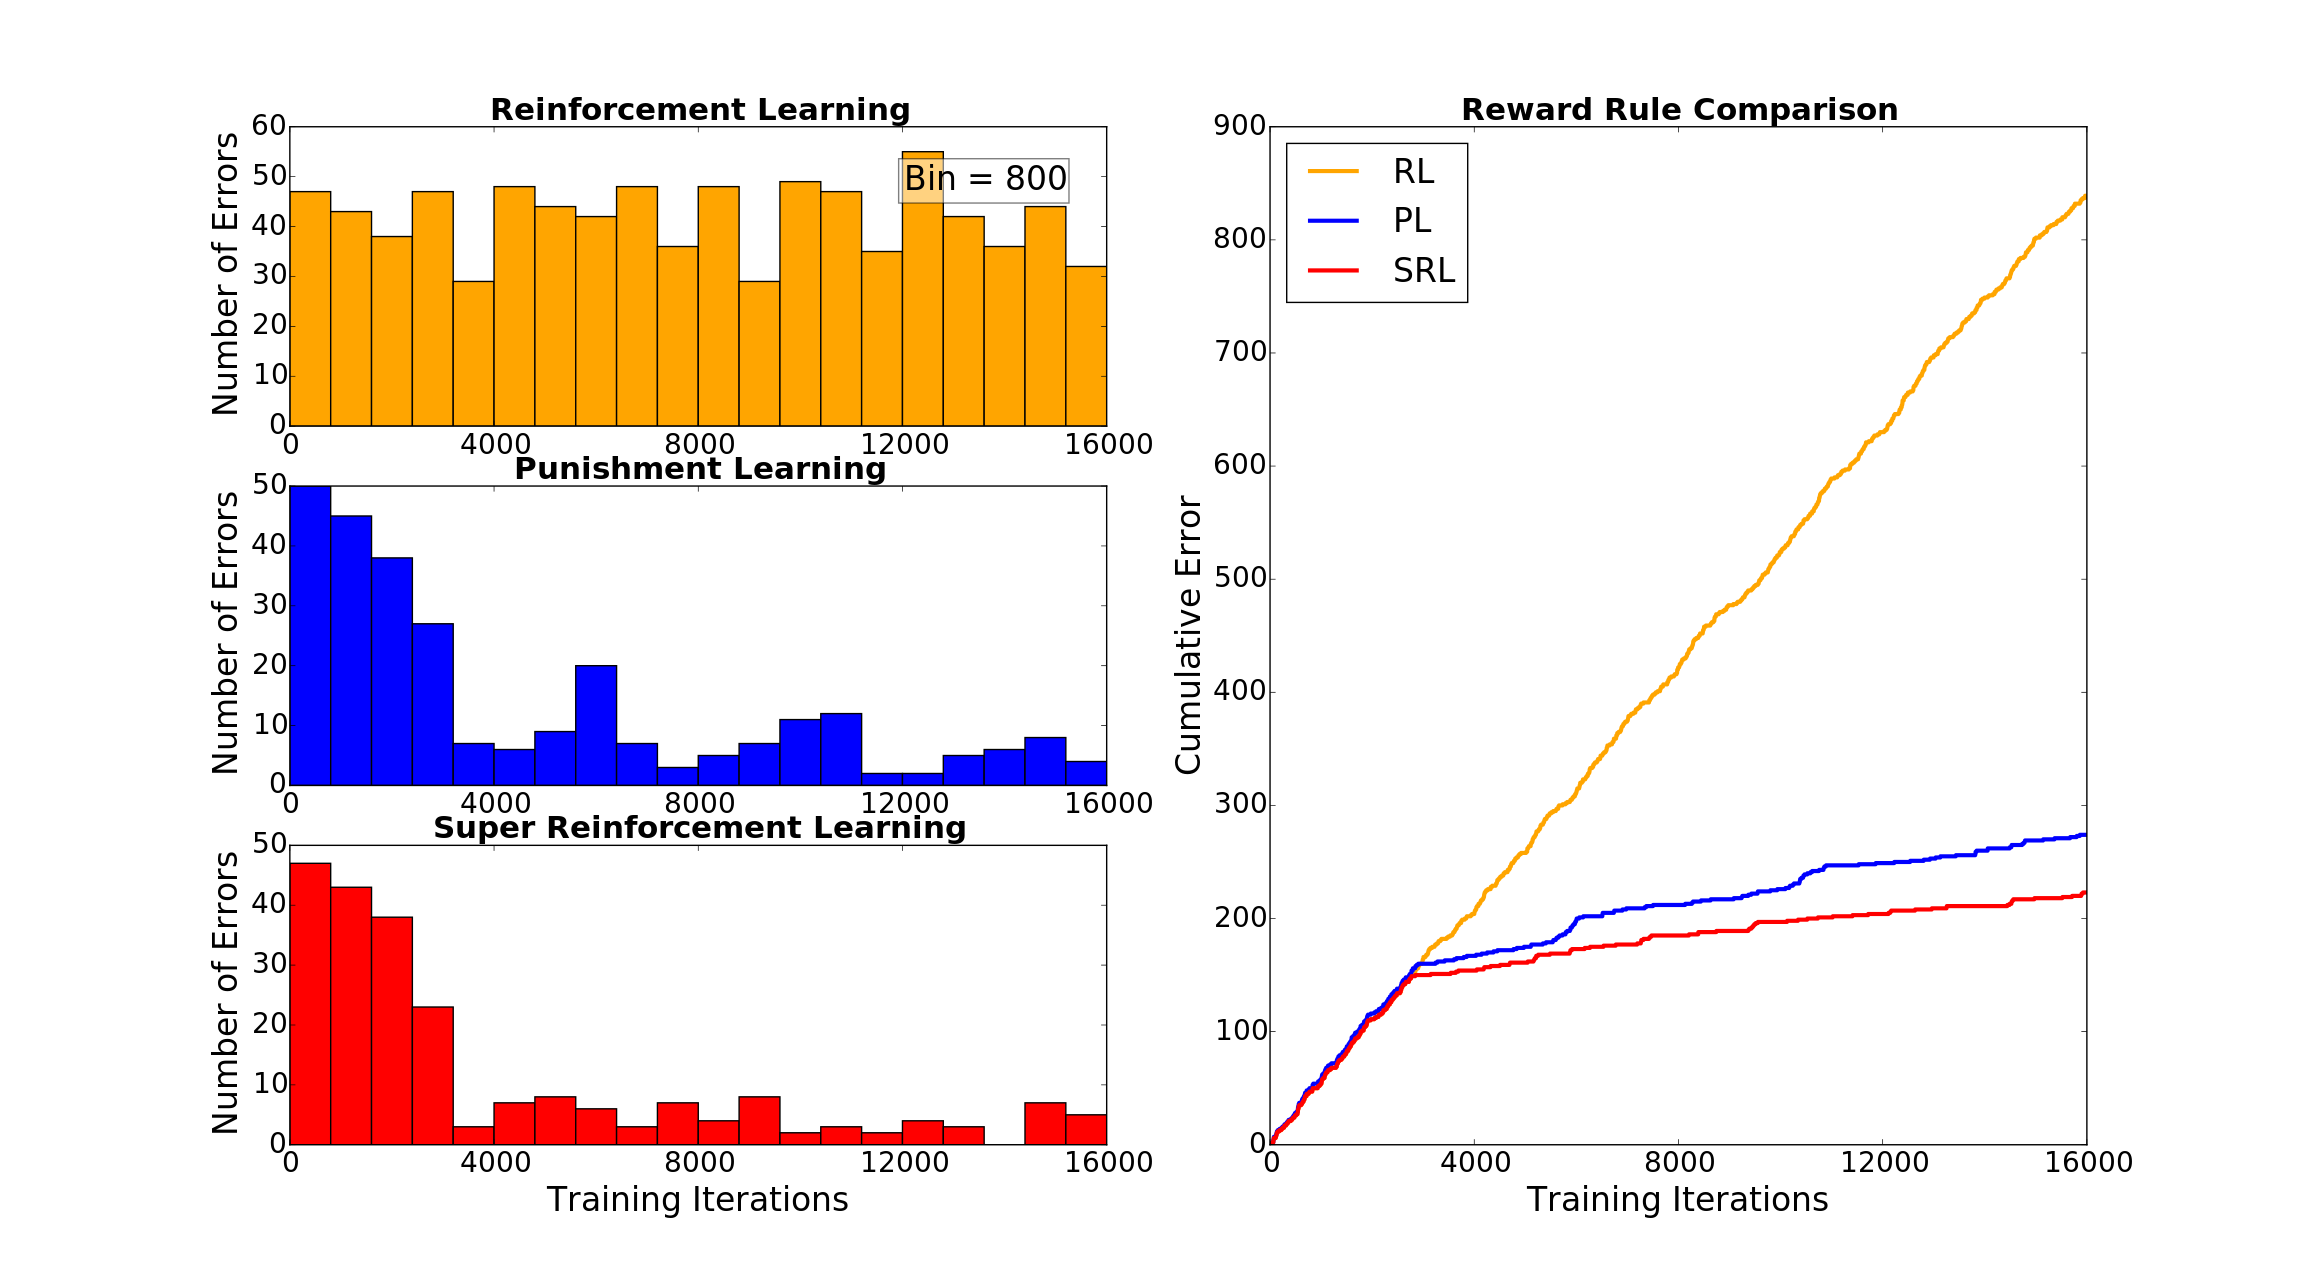 Reinforcement Learning
Number of Errors
60
50
40
30
20
10
0
Bin = 800
0 4000 8000 12000 16000
Punishment Learning
Number of Errors
50
40
30
20
10
0
0 4000 8000 12000 16000
Super Reinforcement Learning
Number of Errors
50
40
30
20
10
0
0 4000 8000 12000 16000
Training Iterations
Reward Rule Comparison
Cumulative Error
900
800
700
600
500
400
300
200
100
0
RL
PL
SRL
0 4000 8000 12000 16000
Training Iterations